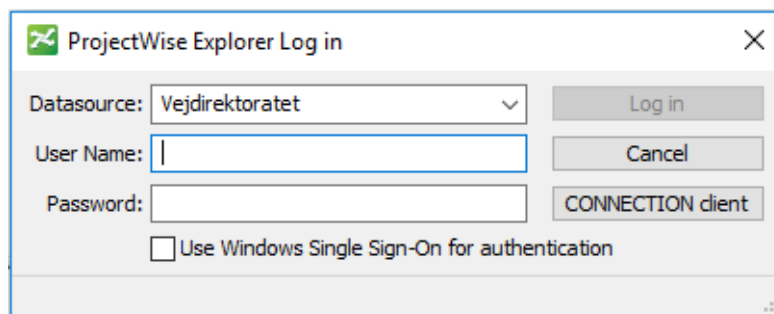 ProjectWise Explorer Log in
Datasource: Vejdirektoratet Log in
User Name: Cancel
Password: CONNECTION client
Use Windows Single Sign-On for authentication